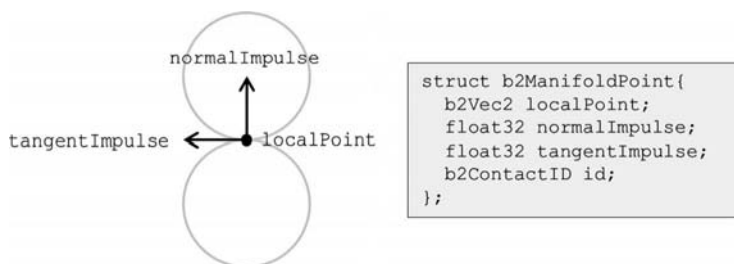 normalImpulse
tangentImpulse
localPoint
struct b2ManifoldPoint{
  b2Vec2 localPoint;
  float32 normalImpulse;
  float32 tangentImpulse;
  b2ContactID id;
};